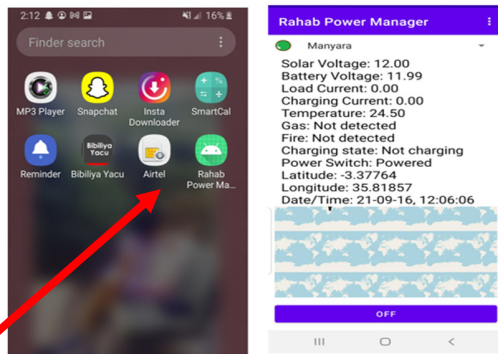 2:12
16%
Finder search
MP3 Player
Snapchat
Insta
Downloader
SmartCal
Reminder
Bibiliya
Yacu
Bibiliya Yacu
Airtel
Rahab
Power Ma...
Rahab Power Manager
Manyara
Solar Voltage: 12.00
Battery Voltage: 11.99
Load Current: 0.00
Charging Current: 0.00
Temperature: 24.50
Gas: Not detected
Fire: Not detected
Charging state: Not charging
Power Switch: Powered
Latitude: -3.37764
Longitude: 35.81857
Date/Time: 21-09-16, 12:06:06
OFF